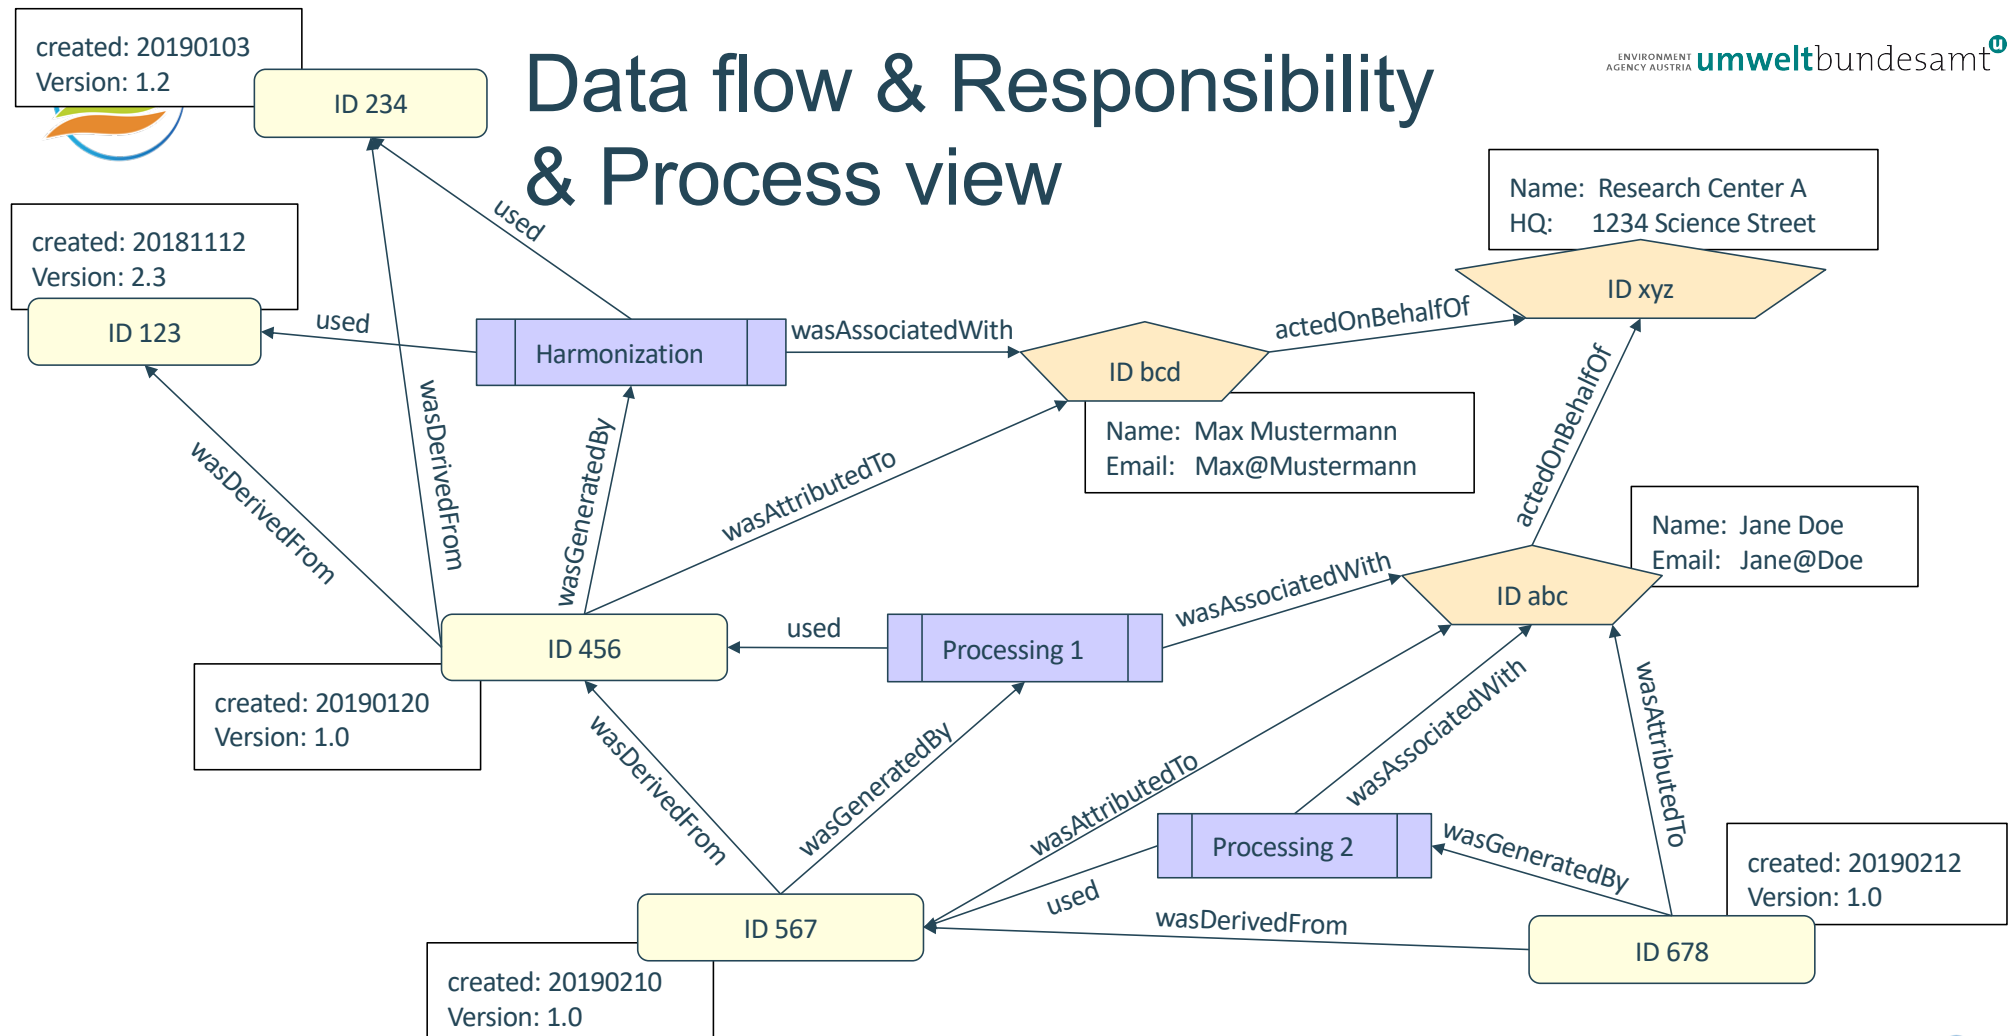 created: 20190103
Version: 1.2
ID 234
Data flow & Responsibility
& Process view
ENVIRONMENT
AGENCY AUSTRIA umweltbundesamt
u
Name: Research Center A
HQ: 1234 Science Street
ID xyz
created: 20181112
Version: 2.3
ID 123
used
used
Harmonization
wasAssociatedWith
ID bcd
actedOnBehalfOf
actedOnBehalfOf
Name: Max Mustermann
Email: Max@Mustermann
wasDerivedFrom
wasDerivedFrom
wasGeneratedBy
wasAttributedTo
Name: Jane Doe
Email: Jane@Doe
ID abc
ID 456
used
Processing 1
wasAssociatedWith
created: 20190120
Version: 1.0
wasDerivedFrom
wasGeneratedBy
wasAttributedTo
wasAssociatedWith
wasAttributedTo
Processing 2
wasGeneratedBy
used
wasDerivedFrom
created: 20190212
Version: 1.0
ID 567
ID 678
created: 20190210
Version: 1.0